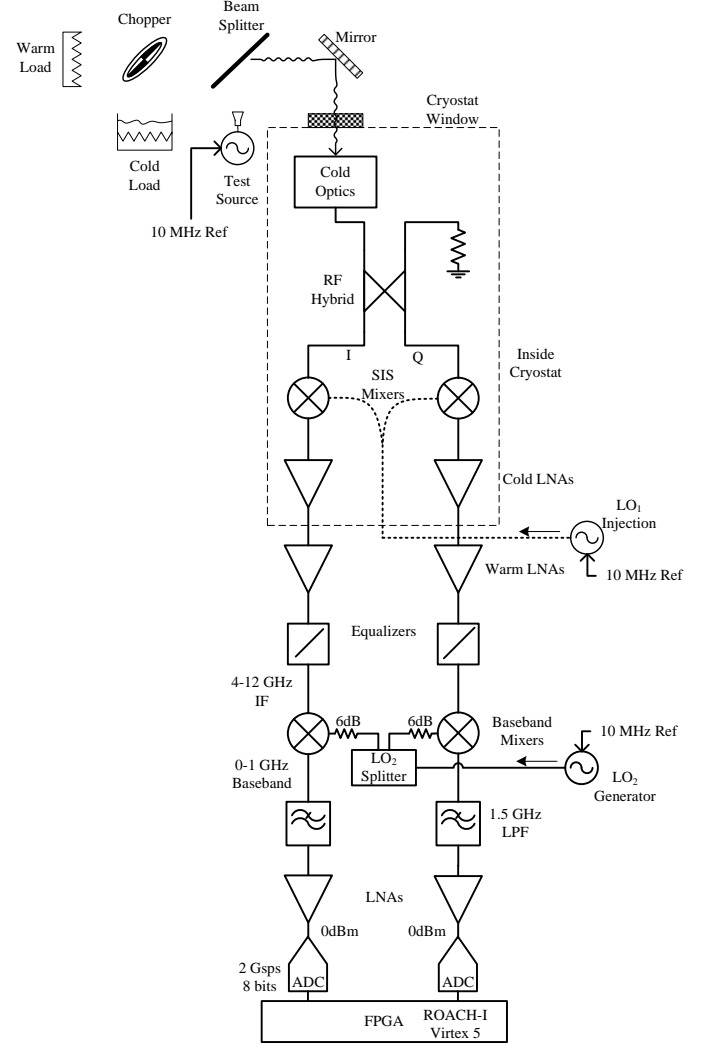 Beam
Splitter
Chopper
Mirror
Warm
Load
Cryostat
Window
Cold
Load
Test
Source
Cold
Optics
10 MHz Ref
RF
Hybrid
I
Q
Inside
Cryostat
SIS
Mixers
Cold LNAs
LO₁
Injection
Warm LNAs
10 MHz Ref
Equalizers
4-12 GHz
IF
6dB
6dB
Baseband
Mixers
10 MHz Ref
LO₂
Splitter
0-1 GHz
Baseband
LO₂
Generator
1.5 GHz
LPF
LNAs
0dBm
0dBm
2 Gsps
8 bits
ADC
ADC
FPGA
ROACH-I
Virtex 5